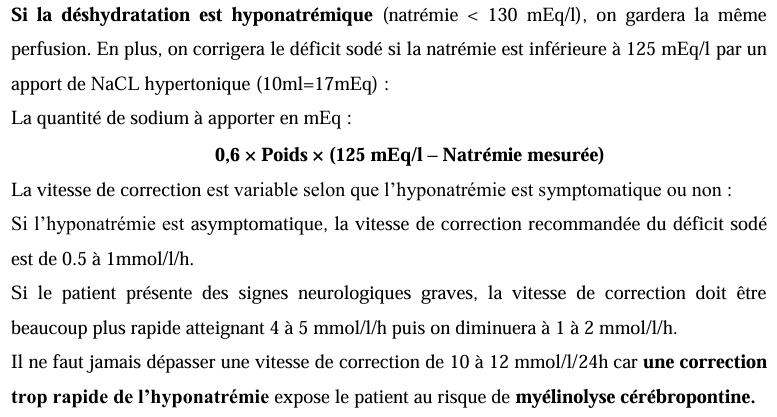 Si la déshydratation est hyponatrémique (natrémie < 130 mEq/l), on gardera la même
perfusion. En plus, on corrigera le déficit sodé si la natrémie est inférieure à 125 mEq/l par un
apport de NaCL hypertonique (10ml=17mEq) :
La quantité de sodium à apporter en mEq :
0,6 × Poids × (125 mEq/l – Natrémie mesurée)
La vitesse de correction est variable selon que l’hyponatrémie est symptomatique ou non :
Si l’hyponatrémie est asymptomatique, la vitesse de correction recommandée du déficit sodé
est de 0.5 à 1mmol/l/h.
Si le patient présente des signes neurologiques graves, la vitesse de correction doit être
beaucoup plus rapide atteignant 4 à 5 mmol/l/h puis on diminuera à 1 à 2 mmol/l/h.
Il ne faut jamais dépasser une vitesse de correction de 10 à 12 mmol/l/24h car une correction
trop rapide de l’hyponatrémie expose le patient au risque de myélinolyse cérébropontine.